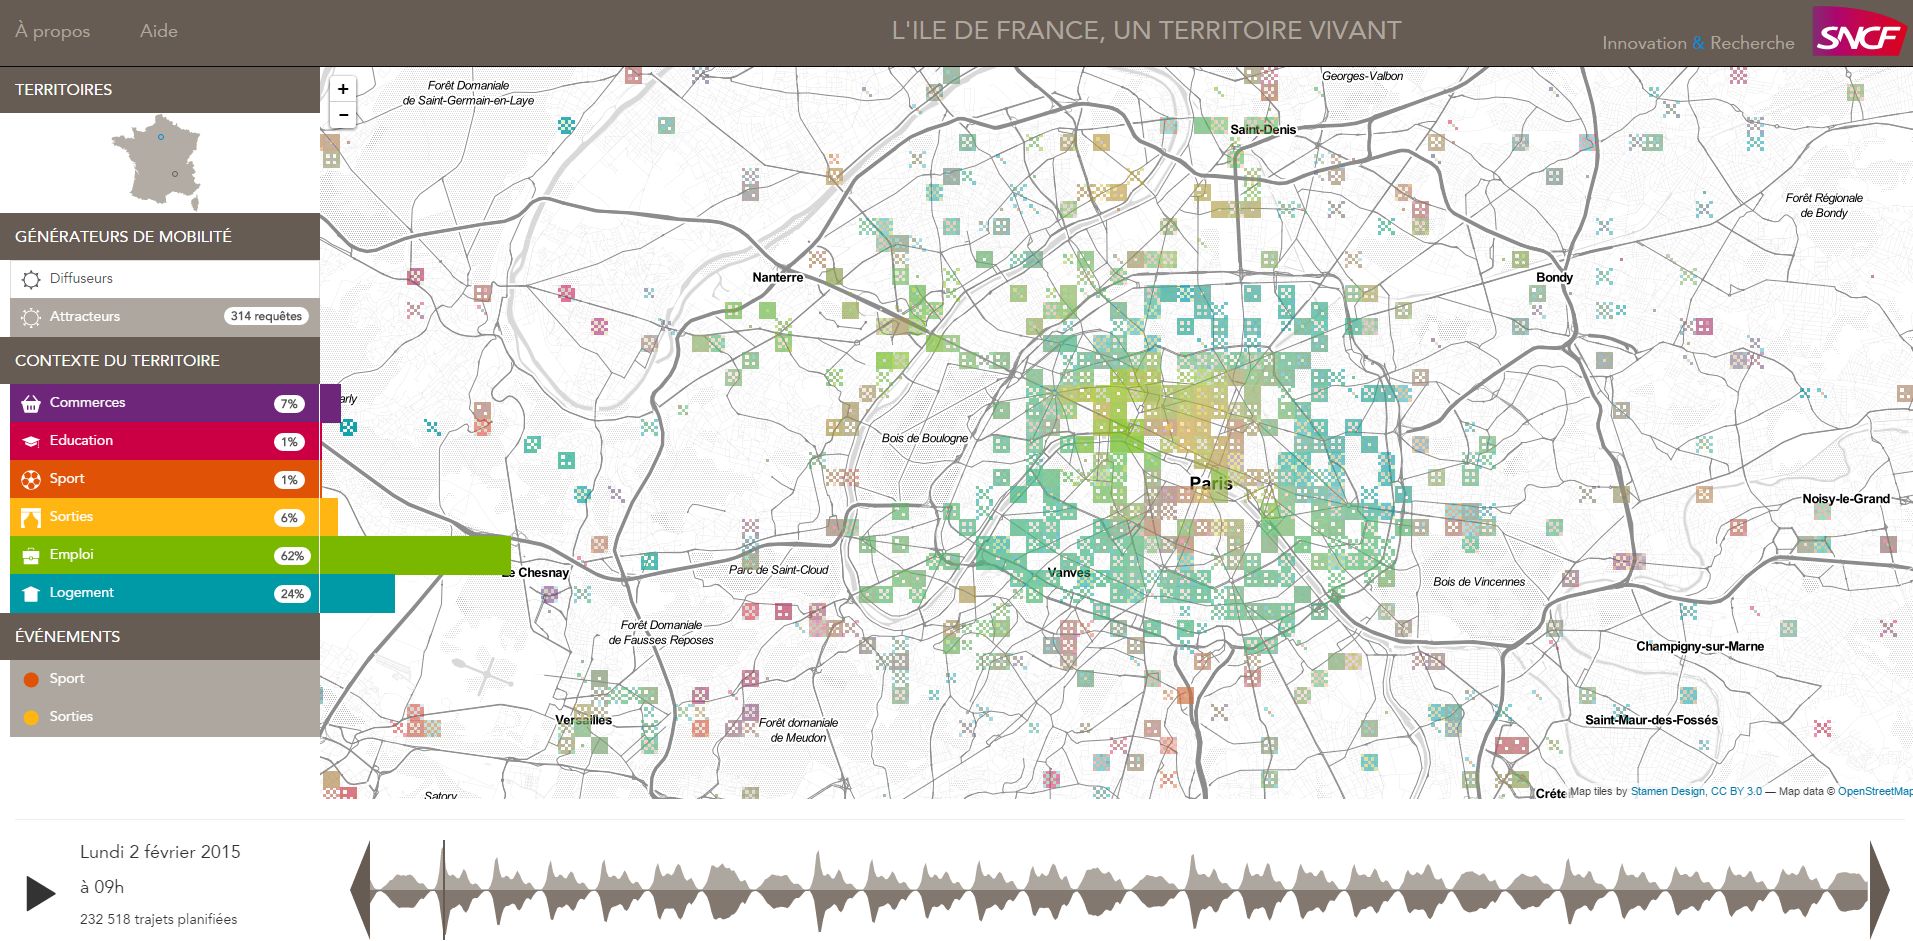 À propos
Aide
L'ILE DE FRANCE, UN TERRITOIRE VIVANT
Innovation & Recherche
SNCF
TERRITOIRES
GÉNÉRATEURS DE MOBILITÉ
Diffuseurs
Attracteurs
314 requêtes
CONTEXTE DU TERRITOIRE
Commerces
7%
Education
1%
Sport
1%
Sorties
6%
Emploi
62%
Logement
24%
ÉVÉNEMENTS
Sport
Sorties
+
-
Forêt Domaniale
de Saint-Germain-en-Laye
Georges-Valbon
Saint-Denis
Forêt Régionale
de Bondy
Nanterre
Bondy
arly
Bois de Boulogne
Paris
Noisy-le-Grand
Le Chesnay
Parc de Saint-Cloud
Vanves
Bois de Vincennes
Forêt Domaniale
de Fausses Reposes
Champigny-sur-Marne
Versailles
Forêt domaniale
de Meudon
Saint-Maur-des-Fossés
Satory
Créte
Map tiles by Stamen Design, CC BY 3.0 — Map data © OpenStreetMap
Lundi 2 février 2015
à 09h
232 518 trajets planifiées